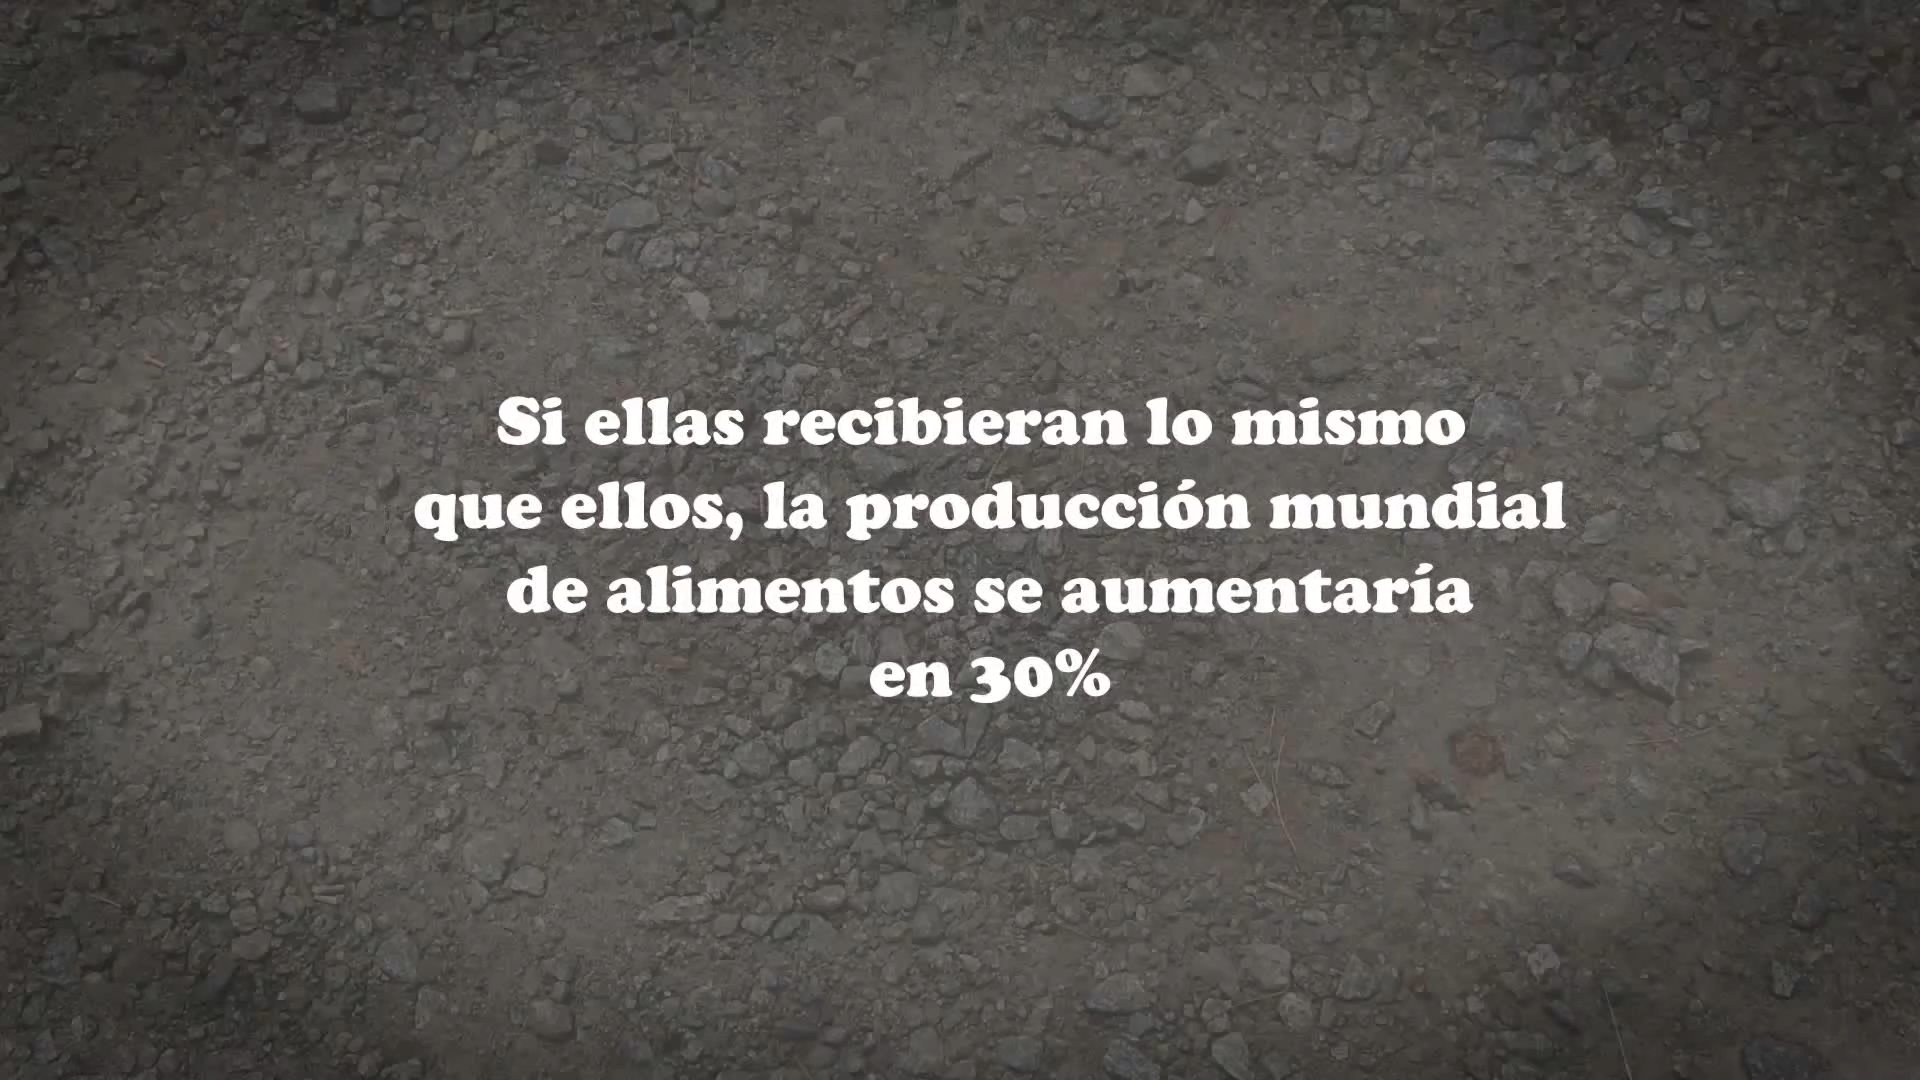 Si ellas recibieran lo mismo
que ellos, la producción mundial
de alimentos se aumentaría
en 30%